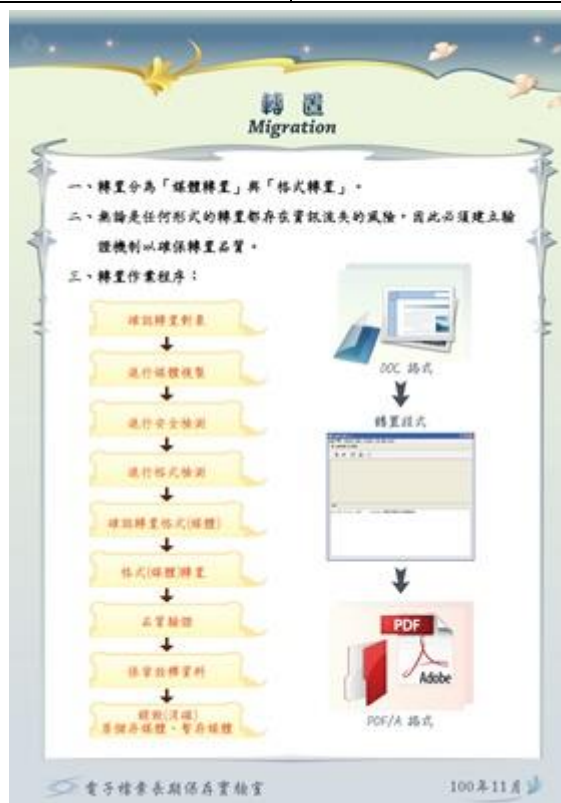 轉置
Migration
一、轉置分為「媒體轉置」與「格式轉置」。
二、無論是任何形式的轉置都存在資訊流失的風險，因此必須建立驗
證機制以確保轉置品質。
三、轉置作業程序：
確認轉置對象
進行媒體複製
進行安全檢測
進行格式檢測
確認轉置格式(媒體)
格式(媒體)轉置
品質驗證
保管移轉資料
銷毀(消磁)
舊儲存媒體、暫存媒體
DOC 格式
轉置程式
PDF
Adobe
PDF/A 格式
電子檔案長期保存實驗室
100年11月